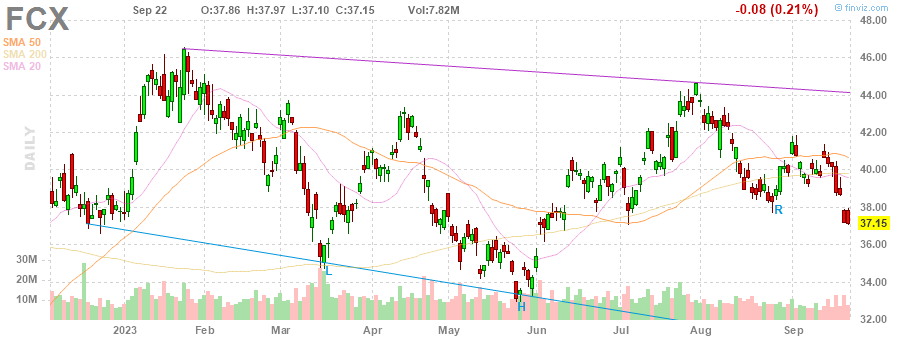 FCX Sep 22 O:37.86 H:37.97 L:37.10 C:37.15 Vol:7.82M -0.08 (0.21%) @ finviz.com
SMA 50
SMA 200
SMA 20
DAILY
48.00
46.00
44.00
42.00
40.00
38.00
37.15
36.00
34.00
32.00
30M
20M
10M
L
H
R
2023 Feb Mar Apr May Jun Jul Aug Sep